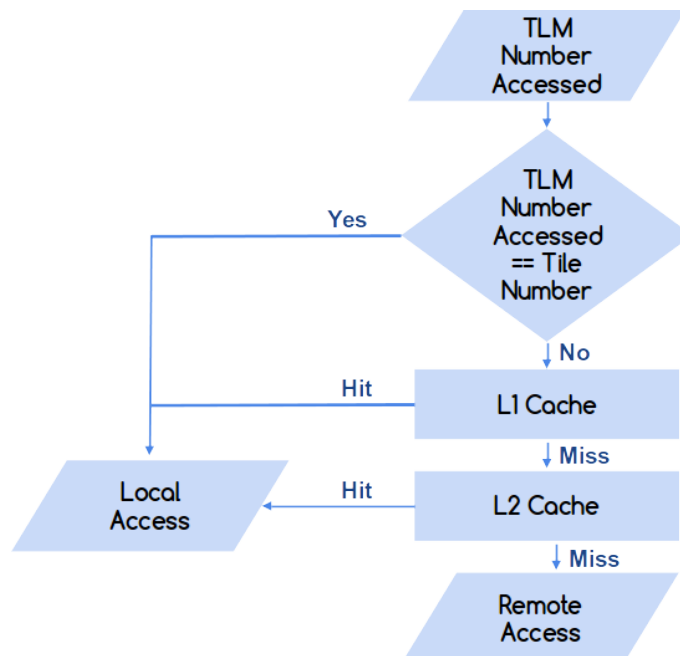 TLM
Number
Accessed
TLM
Number
Accessed
== Tile
Number
Yes
No
L1 Cache
Hit
Miss
L2 Cache
Hit
Local
Access
Miss
Remote
Access